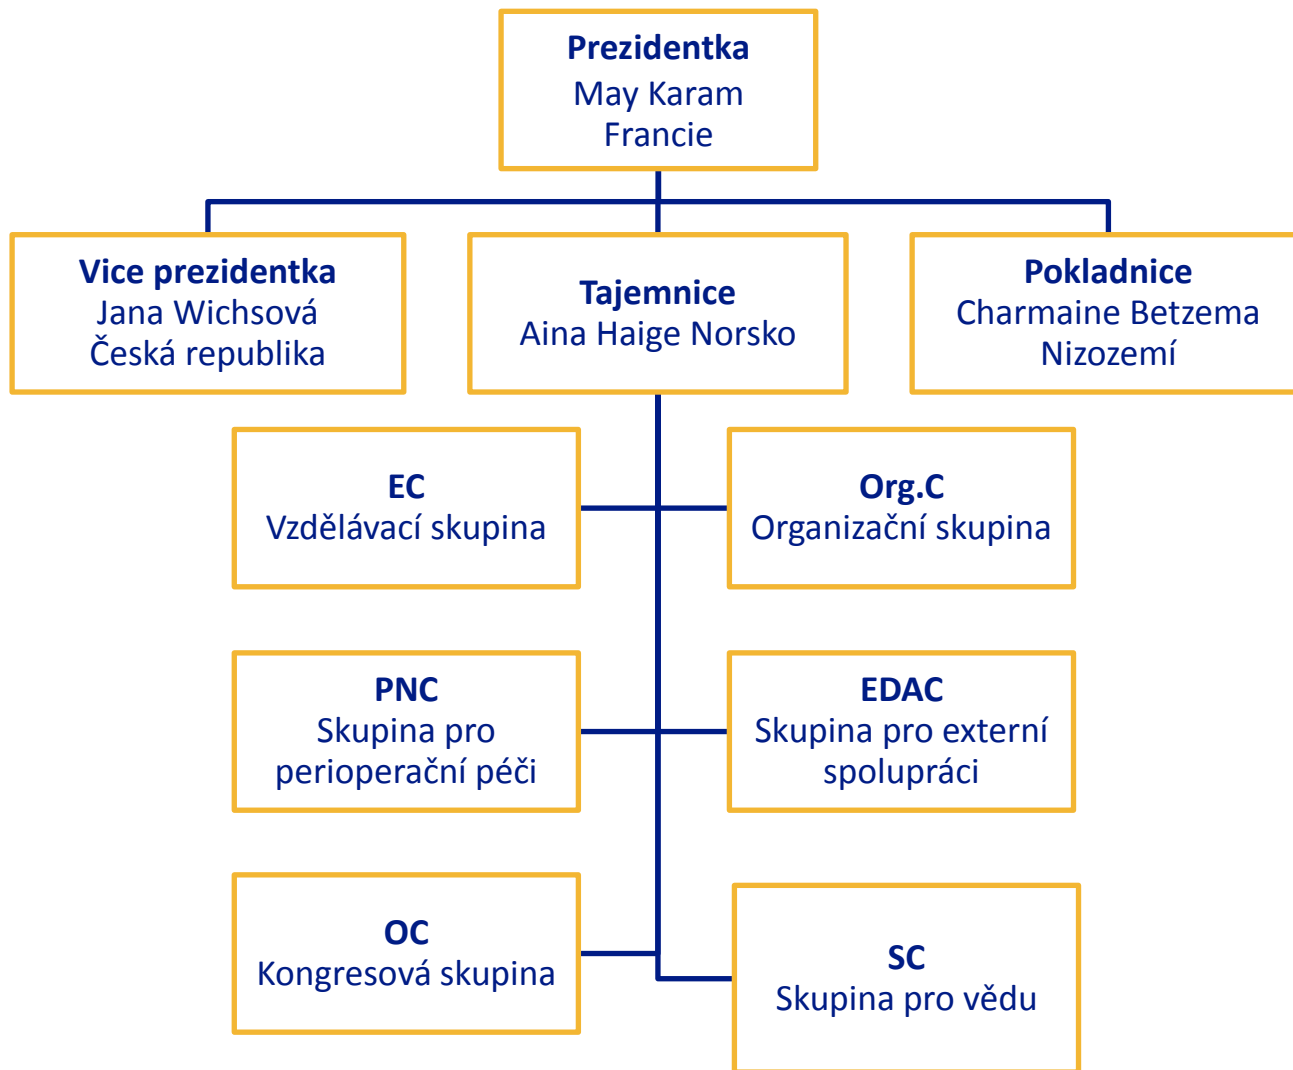 Prezidentka
May Karam
Francie
Vice prezidentka
Jana Wichsová
Česká republika
Tajemnice
Aina Haige Norsko
Pokladnice
Charmaine Betzema
Nizozemí
EC
Vzdělávací skupina
Org.C
Organizační skupina
PNC
Skupina pro
perioperační péči
EDAC
Skupina pro externí
spolupráci
OC
Kongresová skupina
SC
Skupina pro vědu